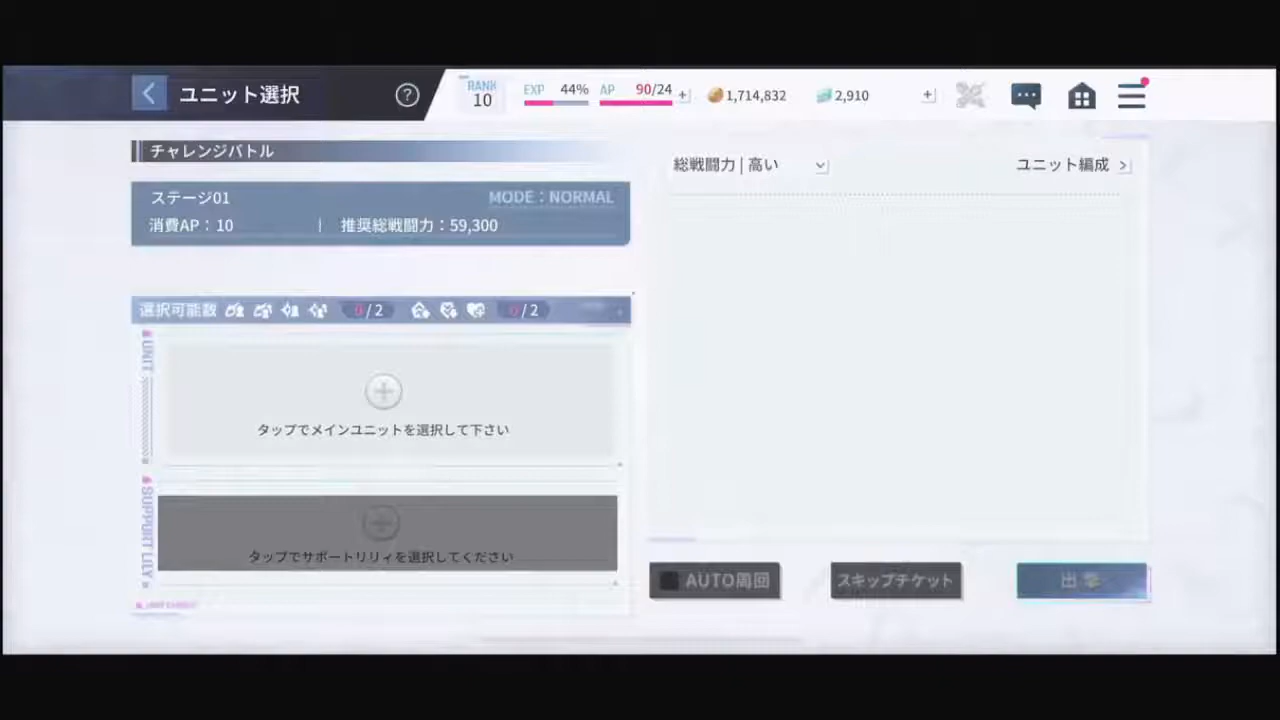 ユニット選択
?
RANK 10
EXP 44%
AP 90/24
1,714,832
2,910
チャレンジバトル
ステージ01
MODE：NORMAL
消費AP：10 | 推奨総戦闘力：59,300
選択可能数 0/2 0/2
UNIT
タップでメインユニットを選択して下さい
SUPPORT LILY
タップでサポートリリィを選択してください
総戦闘力 | 高い
ユニット編成
AUTO周回
スキップチケット
出撃